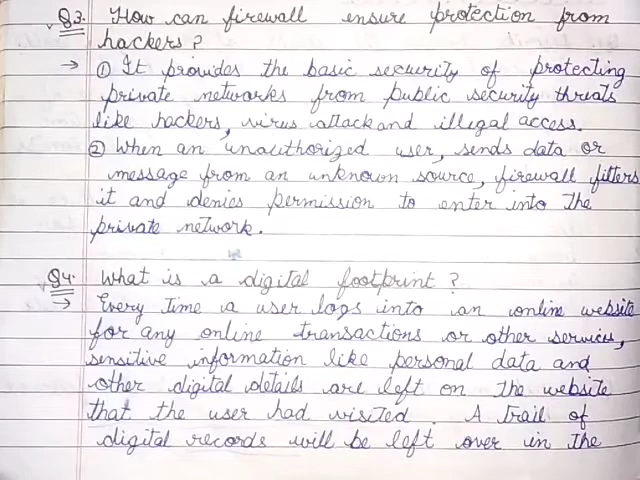 Q3. How can firewall ensure protection from
hackers?
→ ① It provides the basic security of protecting
private networks from public security threats
like hackers, virus attack and illegal access.
② When an unauthorized user, sends data or
message from an unknown source, firewall filters
it and denies permission to enter into the
private network.
Q4. What is a digital footprint?
→ Every time a user logs into an online website
for any online transactions or other services,
sensitive information like personal data and
other digital details are left on the website
that the user had visited. A trail of
digital records will be left over in the